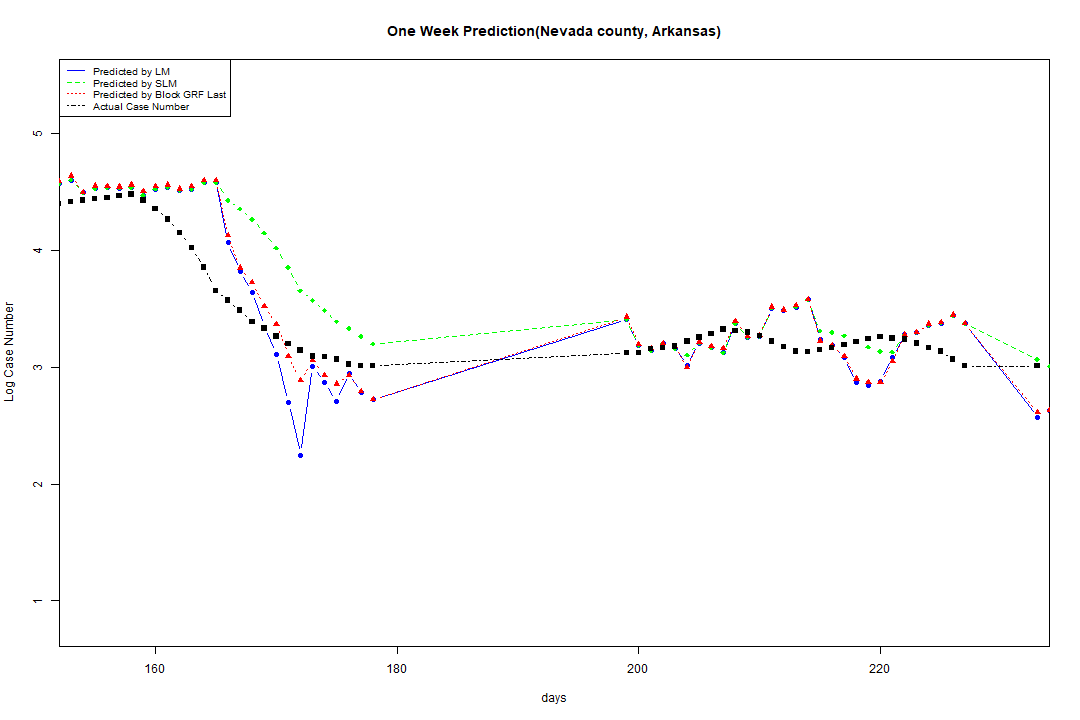 One Week Prediction(Nevada county, Arkansas)
Predicted by LM
Predicted by SLM
Predicted by Block GRF Last
Actual Case Number
5
4
3
2
1
Log Case Number
160 180 200 220
days